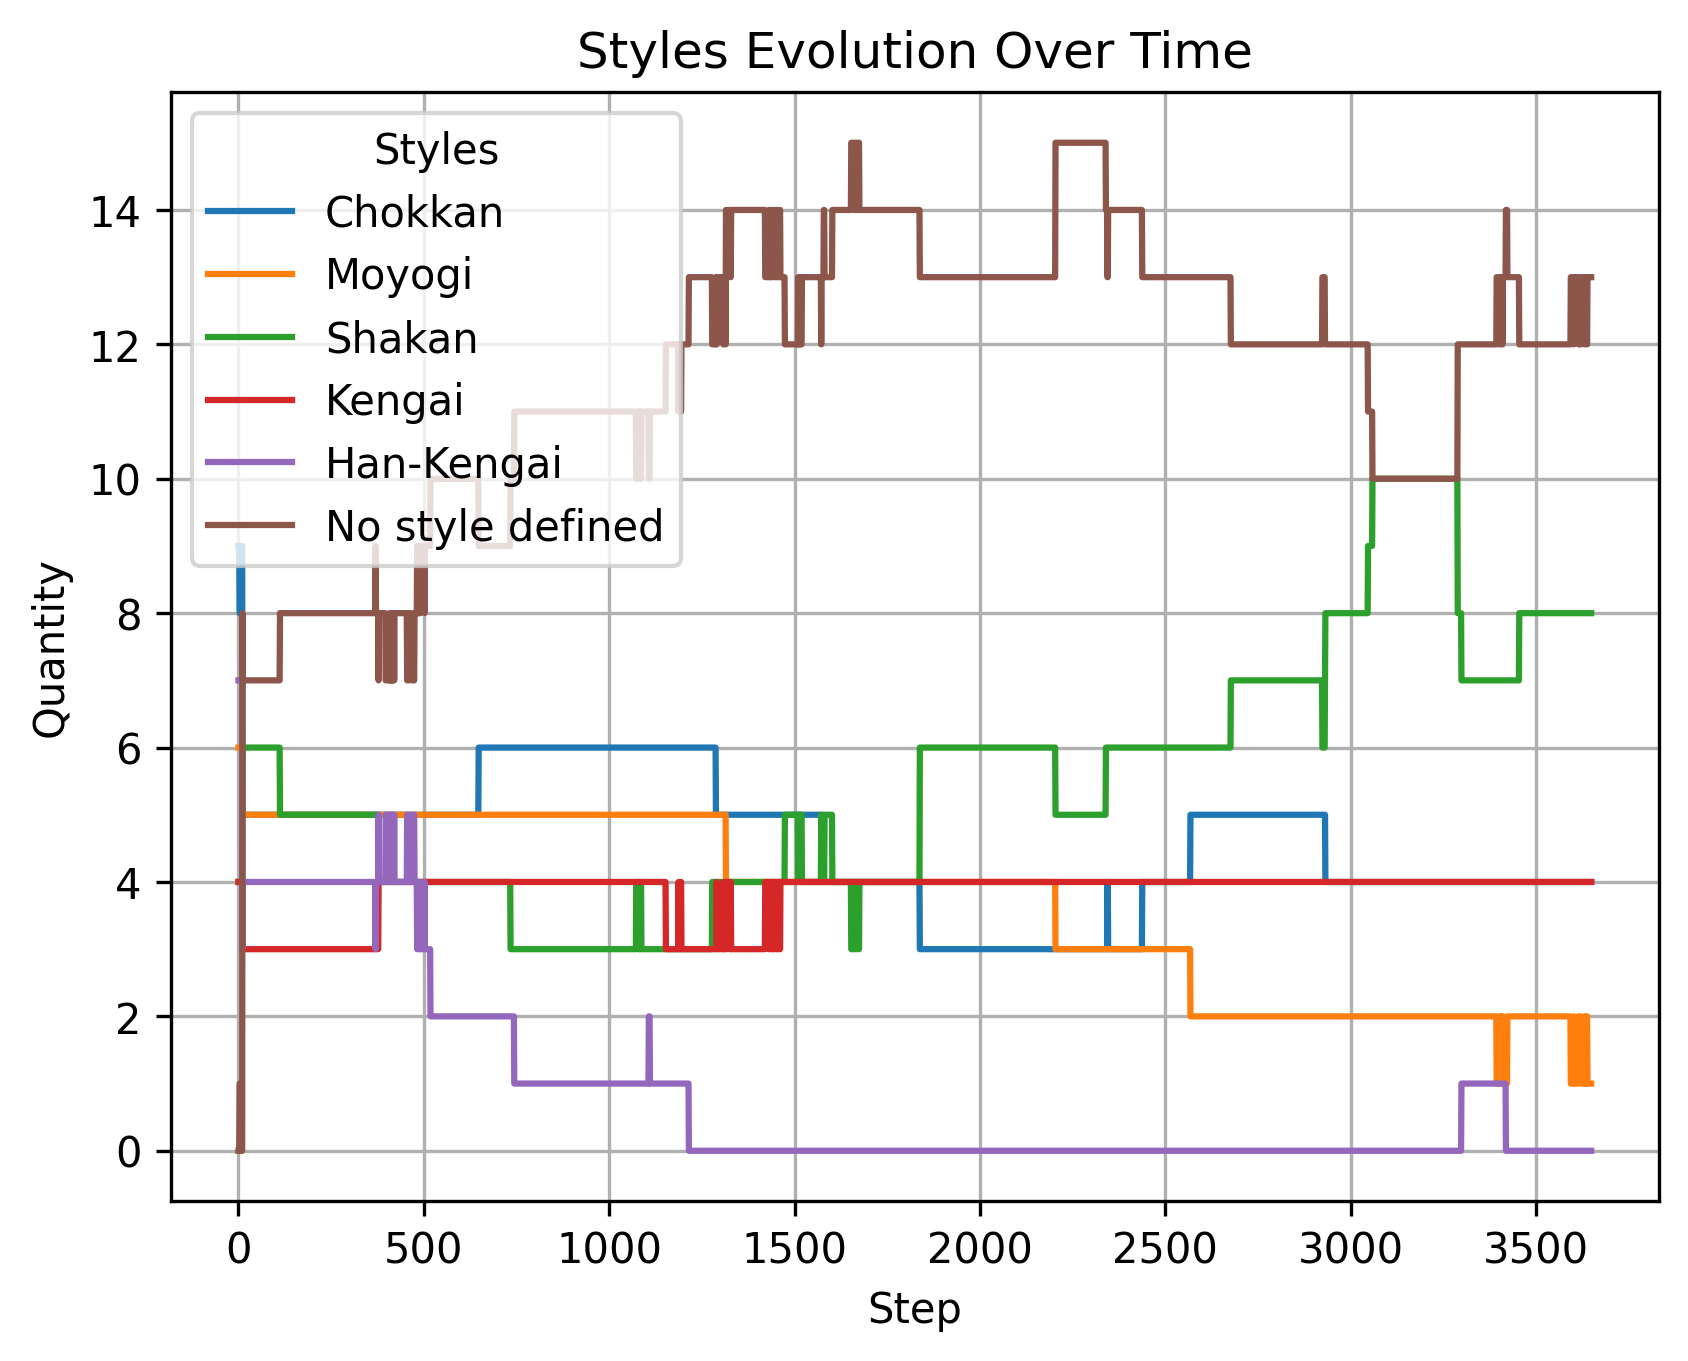 Styles Evolution Over Time
Styles
Chokkan
Moyogi
Shakan
Kengai
Han-Kengai
No style defined
Quantity
14
12
10
8
6
4
2
0
0 500 1000 1500 2000 2500 3000 3500
Step